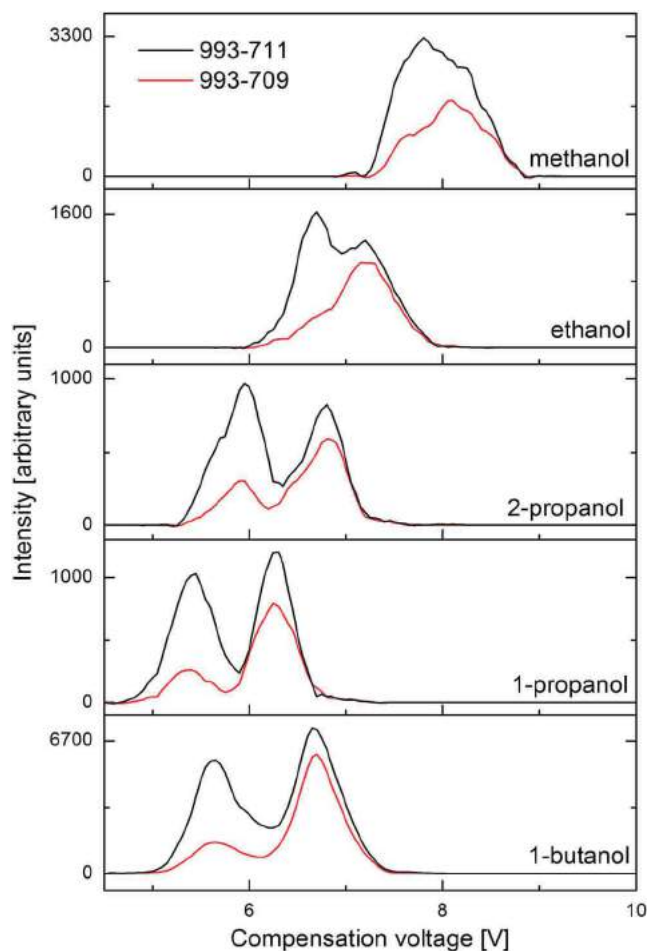 3300
993-711
993-709
0
methanol
1600
0
ethanol
1000
0
2-propanol
1000
0
1-propanol
6700
0
1-butanol
6 8 10
Intensity [arbitrary units]
Compensation voltage [V]